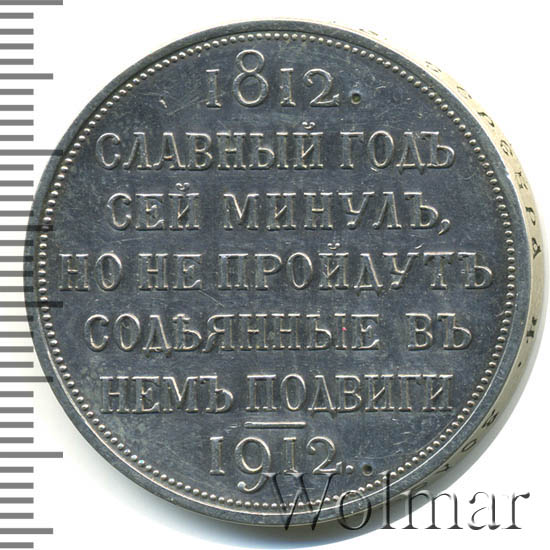 1812.
СЛАВНЫЙ ГОДЪ
СЕЙ МИНУЛЪ,
НО НЕ ПРОЙДУТЪ
СОДѢЯННЫЕ ВЪ
НЕМЪ ПОДВИГИ
1912.
Wolmar